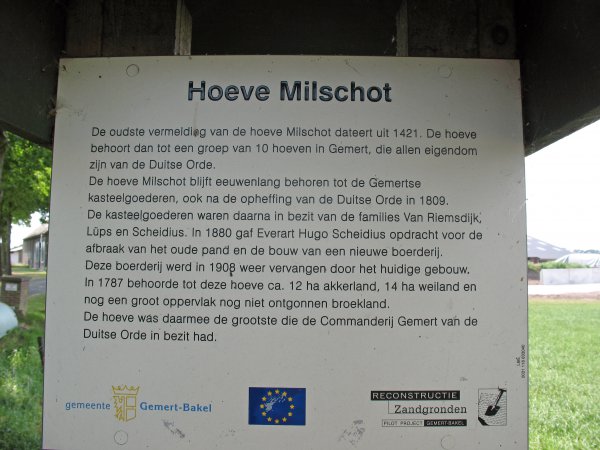 Hoeve Milschot
De oudste vermelding van de hoeve Milschot dateert uit 1421. De hoeve
behoort dan tot een groep van 10 hoeven in Gemert, die allen eigendom
zijn van de Duitse Orde.
De hoeve Milschot blijft eeuwenlang behoren tot de Gemertse
kasteelgoederen, ook na de opheffing van de Duitse Orde in 1809.
De kasteelgoederen waren daarna in bezit van de families Van Riemsdijk,
Lüps en Scheidius. In 1880 gaf Everart Hugo Scheidius opdracht voor de
afbraak van het oude pand en de bouw van een nieuwe boerderij.
Deze boerderij werd in 1908 weer vervangen door het huidige gebouw.
In 1787 behoorde tot deze hoeve ca. 12 ha akkerland, 14 ha weiland en
nog een groot oppervlak nog niet ontgonnen broekland.
De hoeve was daarmee de grootste die de Commanderij Gemert van de
Duitse Orde in bezit had.
gemeente Gemert-Bakel
RECONSTRUCTIE
Zandgronden
PILOT PROJECT GEMERT-BAKEL